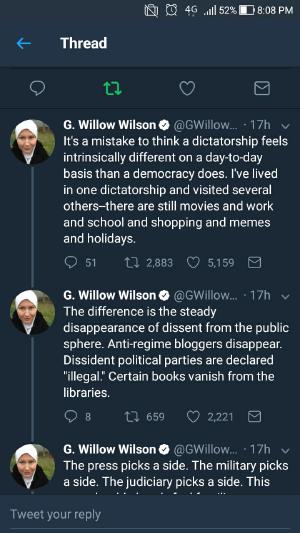 4G 52% 8:08 PM
Thread
G. Willow Wilson @GWillow... · 17h
It's a mistake to think a dictatorship feels
intrinsically different on a day-to-day
basis than a democracy does. I've lived
in one dictatorship and visited several
others--there are still movies and work
and school and shopping and memes
and holidays.
51 2,883 5,159
G. Willow Wilson @GWillow... · 17h
The difference is the steady
disappearance of dissent from the public
sphere. Anti-regime bloggers disappear.
Dissident political parties are declared
"illegal." Certain books vanish from the
libraries.
8 659 2,221
G. Willow Wilson @GWillow... · 17h
The press picks a side. The military picks
a side. The judiciary picks a side. This
Tweet your reply